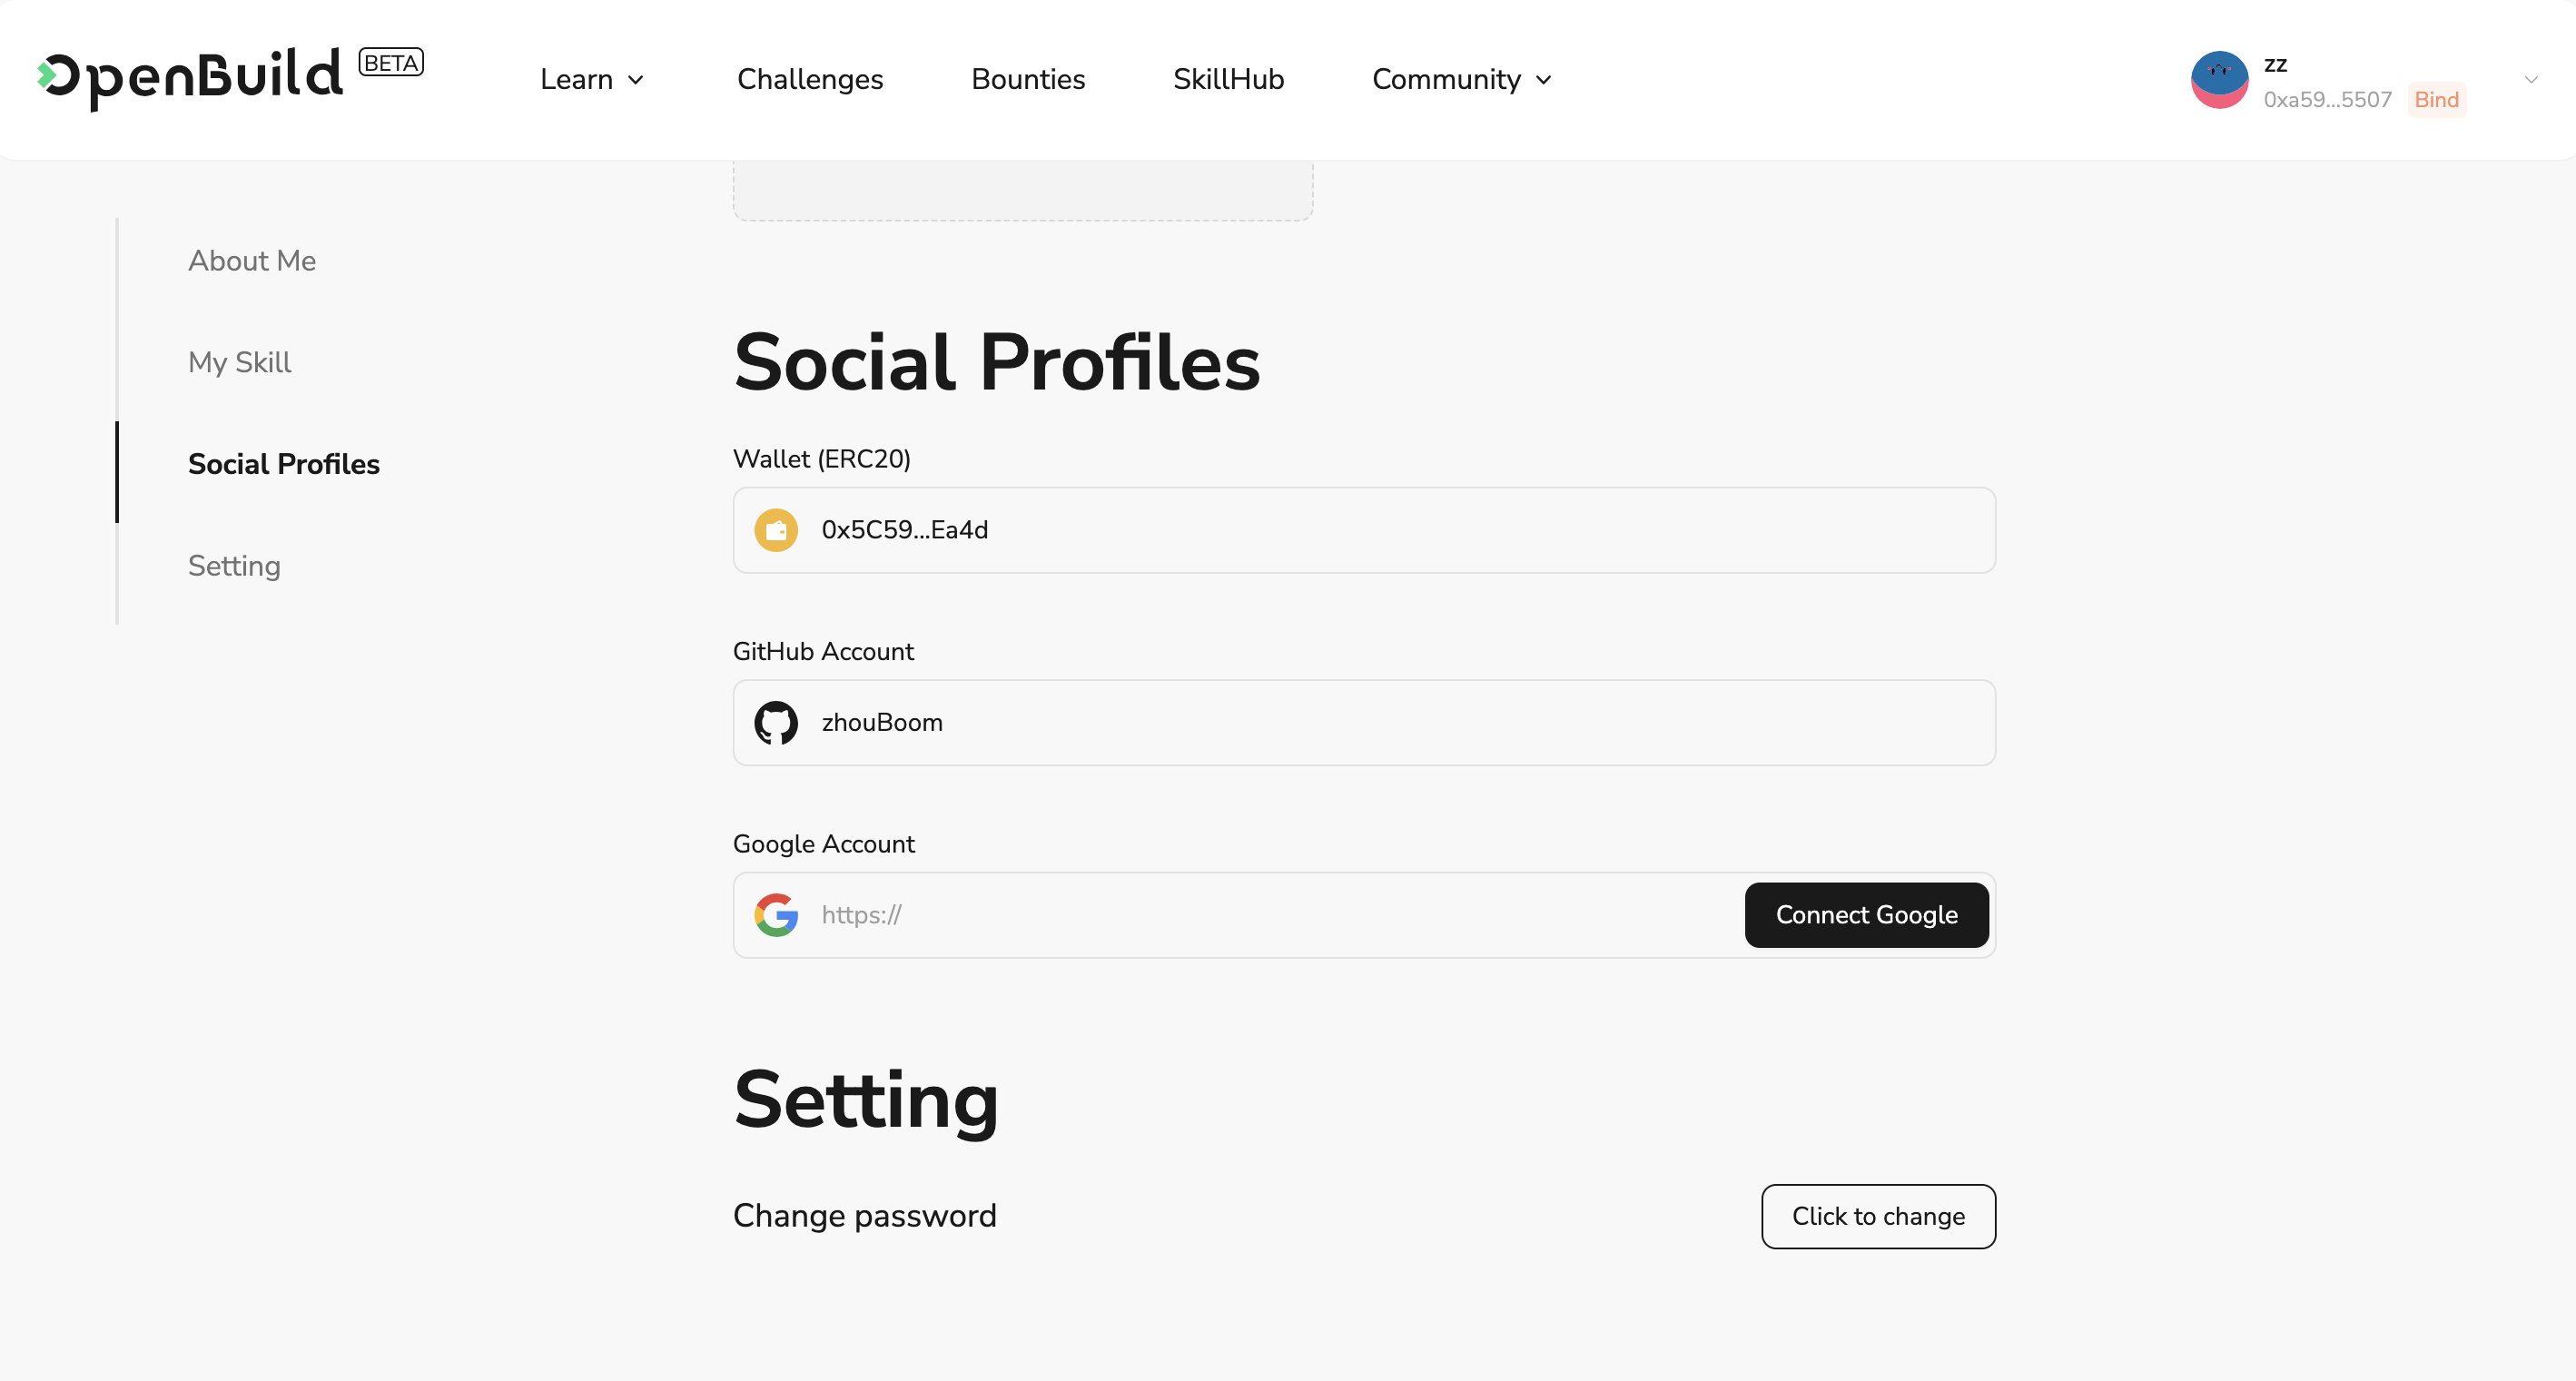 OpenBuild BETA
Learn Challenges Bounties SkillHub Community
zz
0xa59...5507 Bind
About Me
My Skill
Social Profiles
Setting
Social Profiles
Wallet (ERC20)
0x5C59...Ea4d
GitHub Account
zhouBoom
Google Account
https:// Connect Google
Setting
Change password Click to change